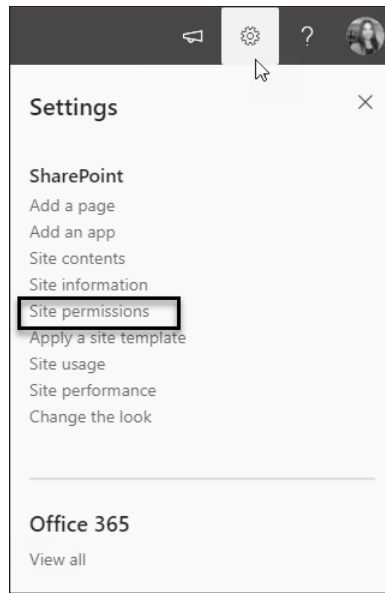 ?
Settings
SharePoint
Add a page
Add an app
Site contents
Site information
Site permissions
Apply a site template
Site usage
Site performance
Change the look
Office 365
View all